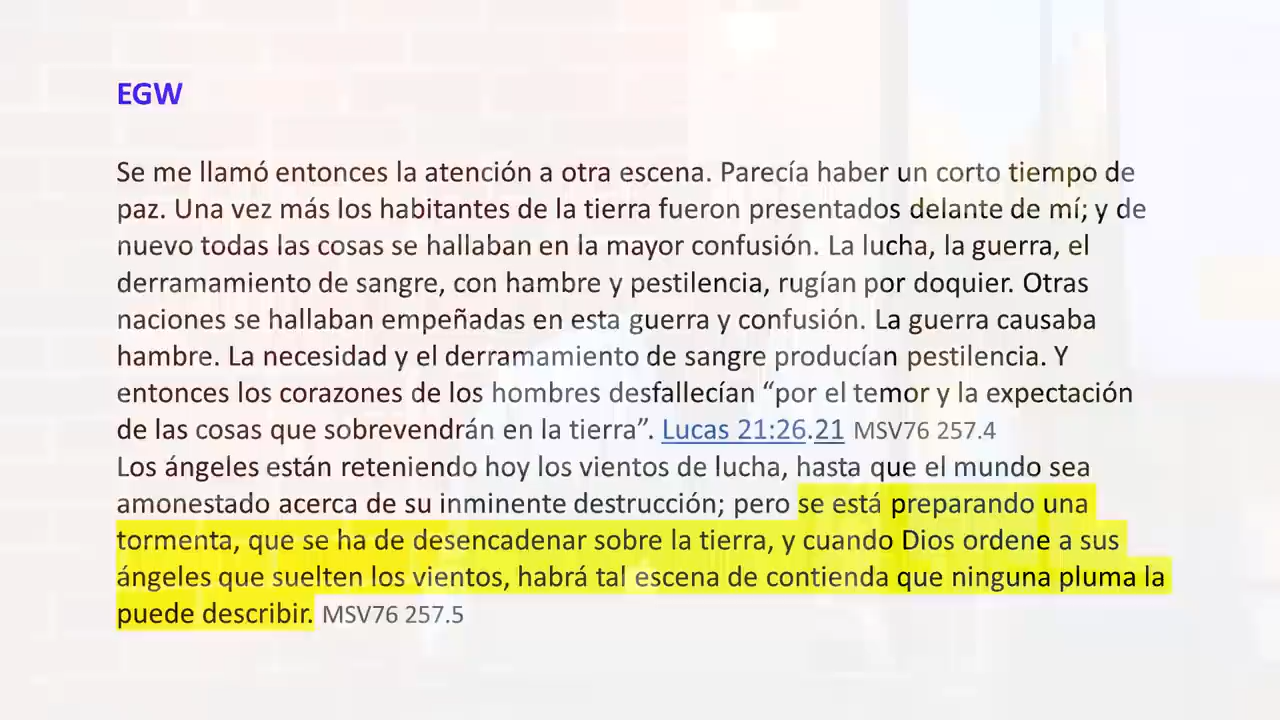 EGW
Se me llamó entonces la atención a otra escena. Parecía haber un corto tiempo de
paz. Una vez más los habitantes de la tierra fueron presentados delante de mí; y de
nuevo todas las cosas se hallaban en la mayor confusión. La lucha, la guerra, el
derramamiento de sangre, con hambre y pestilencia, rugían por doquier. Otras
naciones se hallaban empeñadas en esta guerra y confusión. La guerra causaba
hambre. La necesidad y el derramamiento de sangre producían pestilencia. Y
entonces los corazones de los hombres desfallecían “por el temor y la expectación
de las cosas que sobrevendrán en la tierra”. Lucas 21:26.21 MSV76 257.4
Los ángeles están reteniendo hoy los vientos de lucha, hasta que el mundo sea
amonestado acerca de su inminente destrucción; pero se está preparando una
tormenta, que se ha de desencadenar sobre la tierra, y cuando Dios ordene a sus
ángeles que suelten los vientos, habrá tal escena de contienda que ninguna pluma la
puede describir. MSV76 257.5